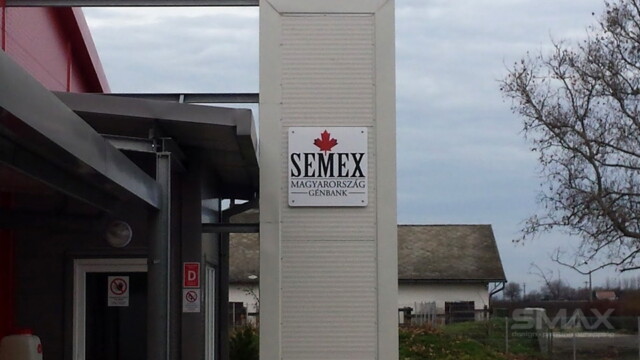 SEMEX
MAGYARORSZÁG
GÉNBANK
D
SMAX